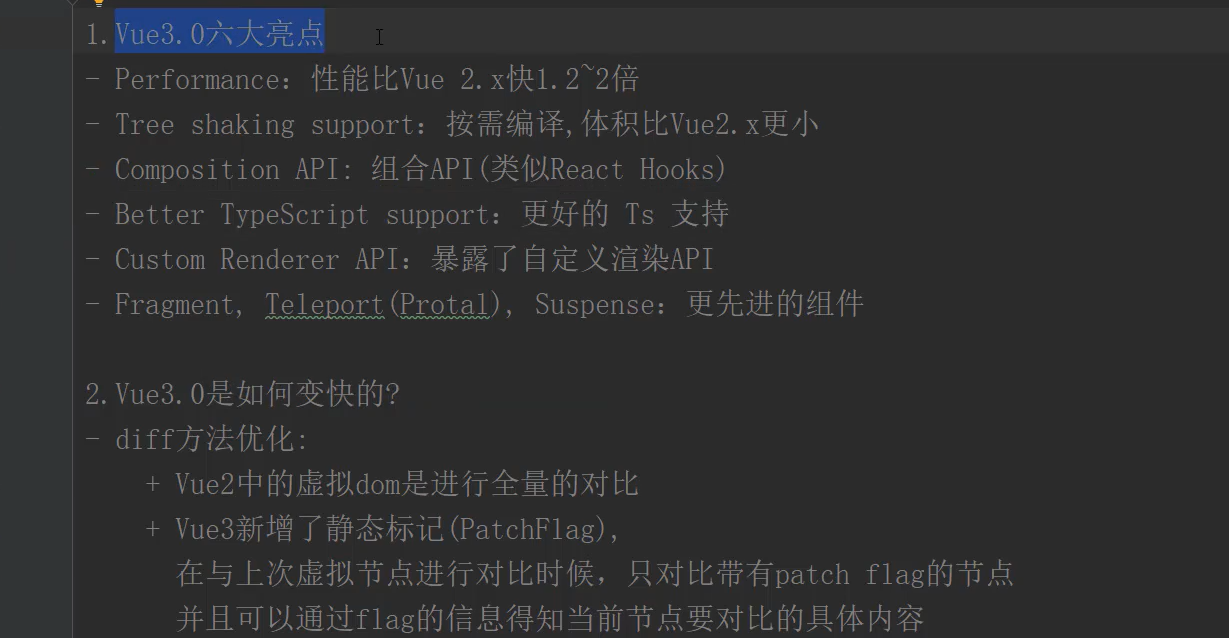 1.Vue3.0六大亮点
- Performance：性能比Vue 2.x快1.2~2倍
- Tree shaking support：按需编译,体积比Vue2.x更小
- Composition API: 组合API(类似React Hooks)
- Better TypeScript support：更好的 Ts 支持
- Custom Renderer API：暴露了自定义渲染API
- Fragment, Teleport(Protal), Suspense：更先进的组件
2.Vue3.0是如何变快的?
- diff方法优化:
+ Vue2中的虚拟dom是进行全量的对比
+ Vue3新增了静态标记(PatchFlag),
在与上次虚拟节点进行对比时候，只对比带有patch flag的节点
并且可以通过flag的信息得知当前节点要对比的具体内容